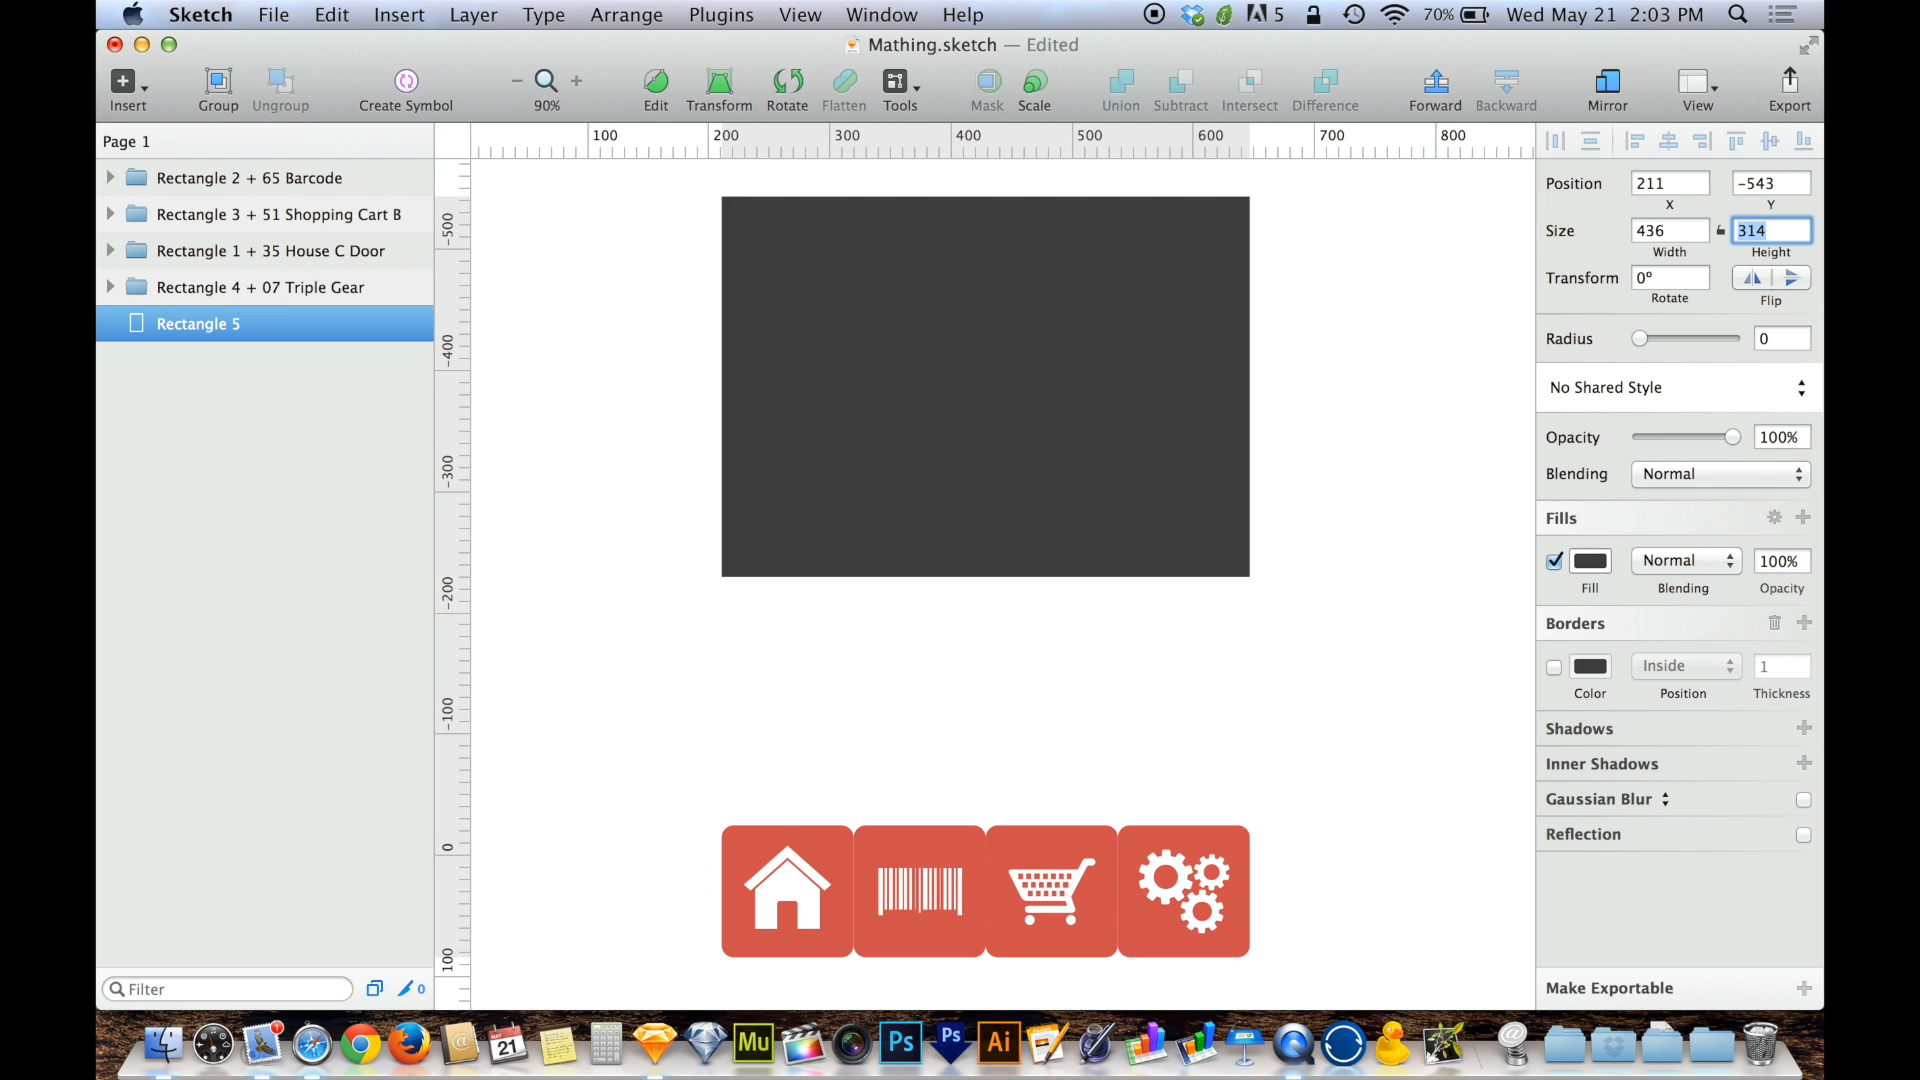 Sketch File Edit Insert Layer Type Arrange Plugins View Window Help 5 70% Wed May 21 2:03 PM
Mathing.sketch — Edited
Insert Group Ungroup Create Symbol 90% Edit Transform Rotate Flatten Tools Mask Scale Union Subtract Intersect Difference Forward Backward Mirror View Export
Page 1
Rectangle 2 + 65 Barcode
Rectangle 3 + 51 Shopping Cart B
Rectangle 1 + 35 House C Door
Rectangle 4 + 07 Triple Gear
Rectangle 5
Filter
0
100 200 300 400 500 600 700 800
-500
-400
-300
-200
-100
0
100
Position 211 -543
X Y
Size 436 314
Width Height
Transform 0º
Rotate Flip
Radius 0
No Shared Style
Opacity 100%
Blending Normal
Fills
Normal 100%
Fill Blending Opacity
Borders
Inside 1
Color Position Thickness
Shadows
Inner Shadows
Gaussian Blur
Reflection
Make Exportable
21 Mu Ps Ps Ai